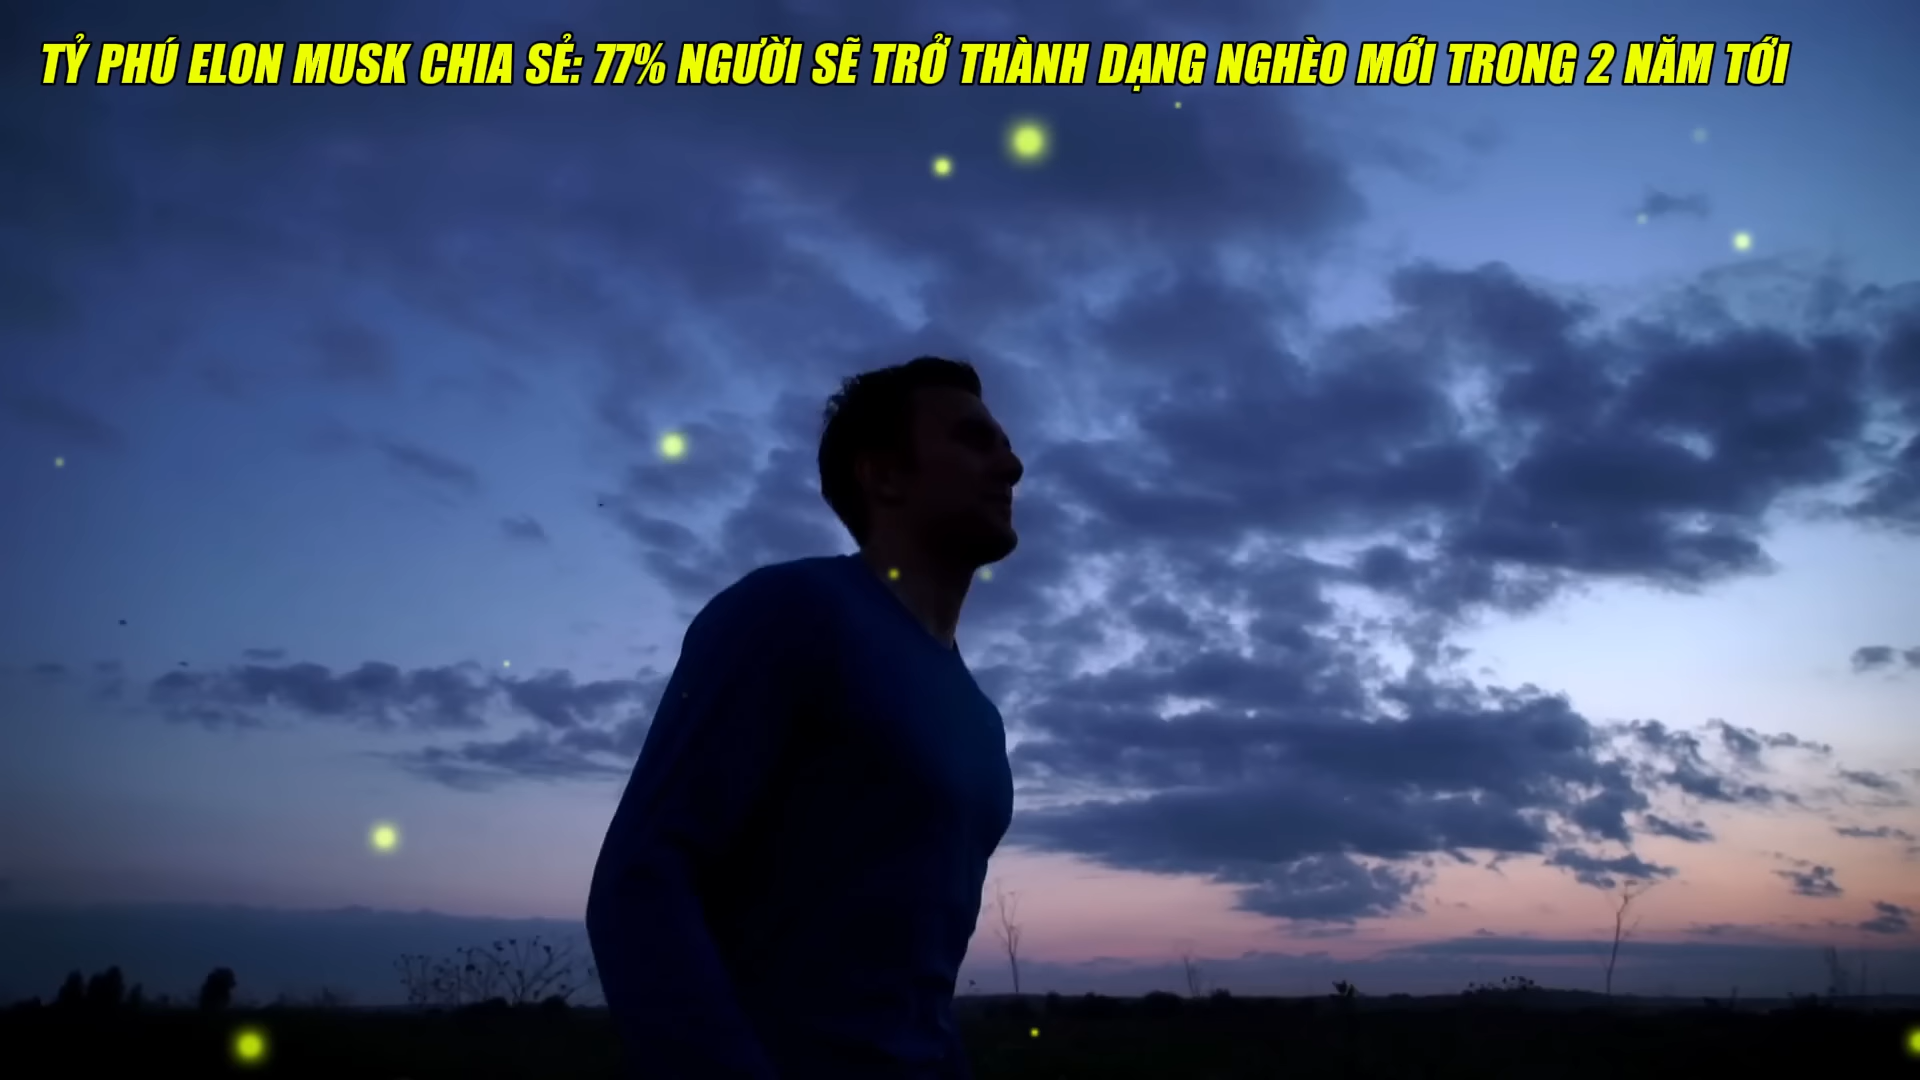 TỶ PHÚ ELON MUSK CHIA SẺ: 77% NGƯỜI SẼ TRỞ THÀNH DẠNG NGHÈO MỚI TRONG 2 NĂM TỚI